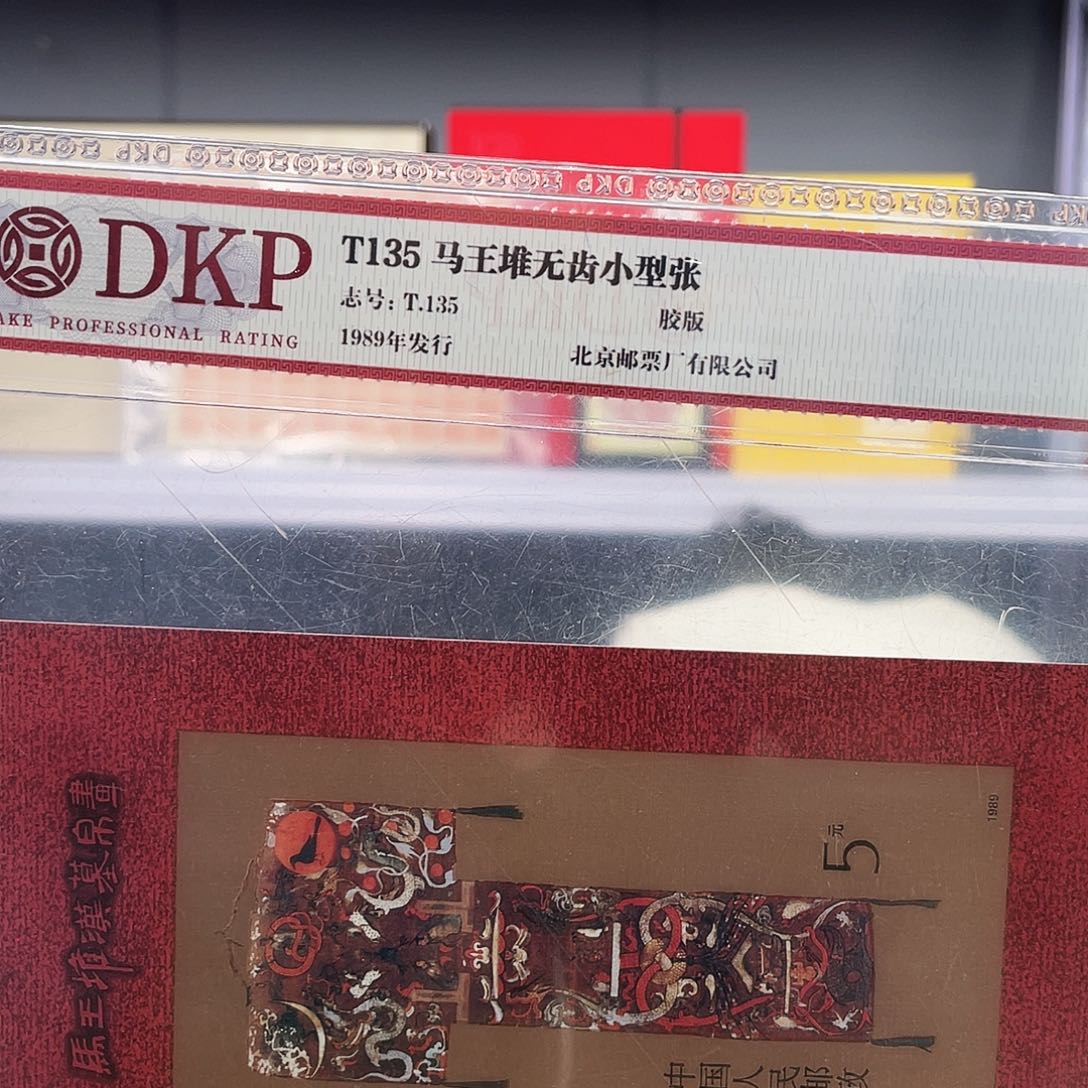 DKP
AKE PROFESSIONAL RATING
T135 马王堆无齿小型张
志号: T.135
胶版
1989年发行
北京邮票厂有限公司
馬王堆漢墓帛畫
5元
1989
中国人民邮政